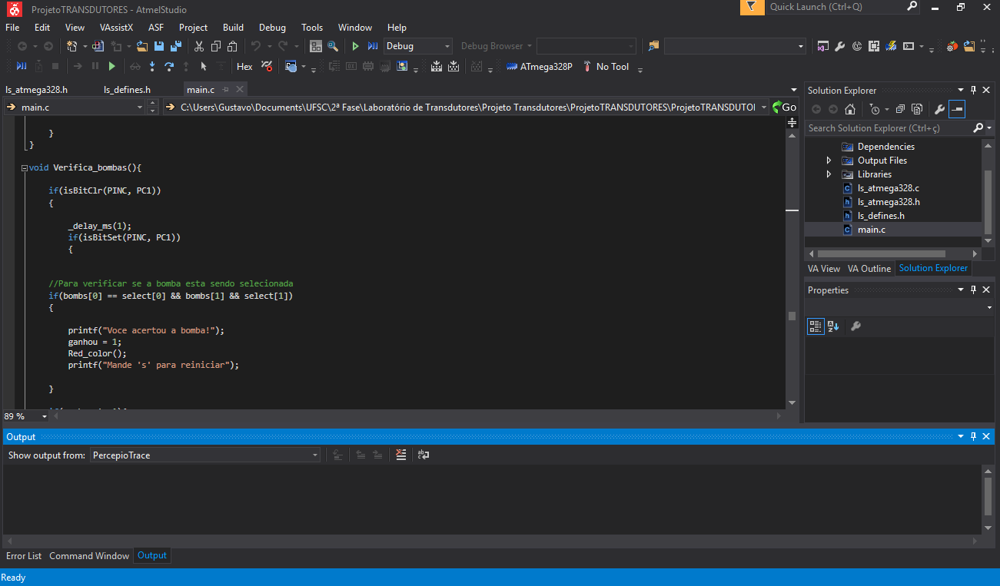 ProjetoTRANSDUTORES - AtmelStudio
Quick Launch (Ctrl+Q)
File Edit View VAssistX ASF Project Build Debug Tools Window Help
Debug Debug Browser
Hex ATmega328P No Tool
ls_atmega328.h ls_defines.h main.c
main.c C:\Users\Gustavo\Documents\UFSC\2ª Fase\Laboratório de Transdutores\Projeto Transdutores\ProjetoTRANSDUTORES\ProjetoTRANSDUTOI Go
}
}
void Verifica_bombas(){
if(isBitClr(PINC, PC1))
{
_delay_ms(1);
if(isBitSet(PINC, PC1))
{
//Para verificar se a bomba esta sendo selecionada
if(bombs[0] == select[0] && bombs[1] && select[1])
{
printf("Voce acertou a bomba!");
ganhou = 1;
Red_color();
printf("Mande 's' para reiniciar");
}
89 %
Solution Explorer
Search Solution Explorer (Ctrl+ç)
Dependencies
Output Files
Libraries
ls_atmega328.c
ls_atmega328.h
ls_defines.h
main.c
VA View VA Outline Solution Explorer
Properties
Output
Show output from: PercepioTrace
Error List Command Window Output
Ready